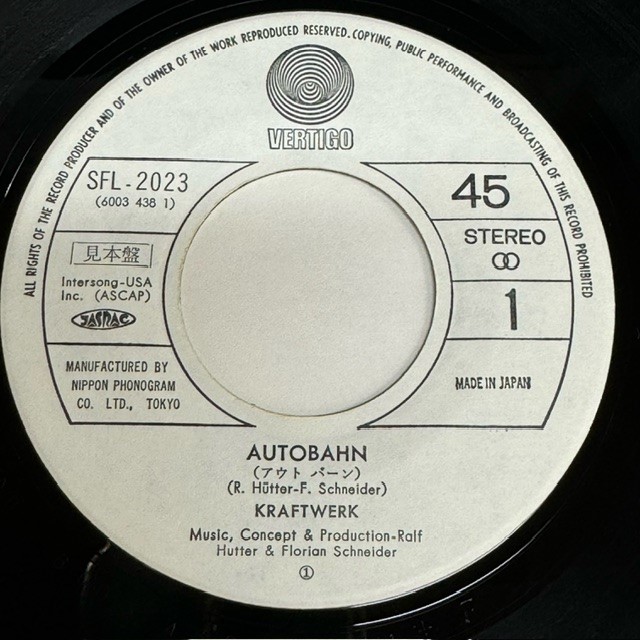 ALL RIGHTS OF THE RECORD PRODUCER AND OF THE OWNER OF THE WORK REPRODUCED RESERVED. COPYING, PUBLIC PERFORMANCE AND BROADCASTING OF THIS RECORD PROHIBITED
VERTIGO
SFL-2023
(6003 438 1)
45
見本盤
STEREO
Intersong-USA
Inc. (ASCAP)
JASRAC
1
MANUFACTURED BY
NIPPON PHONOGRAM
CO. LTD., TOKYO
MADE IN JAPAN
AUTOBAHN
(アウト バーン)
(R. Hütter-F. Schneider)
KRAFTWERK
Music, Concept & Production-Ralf
Hutter & Florian Schneider
①